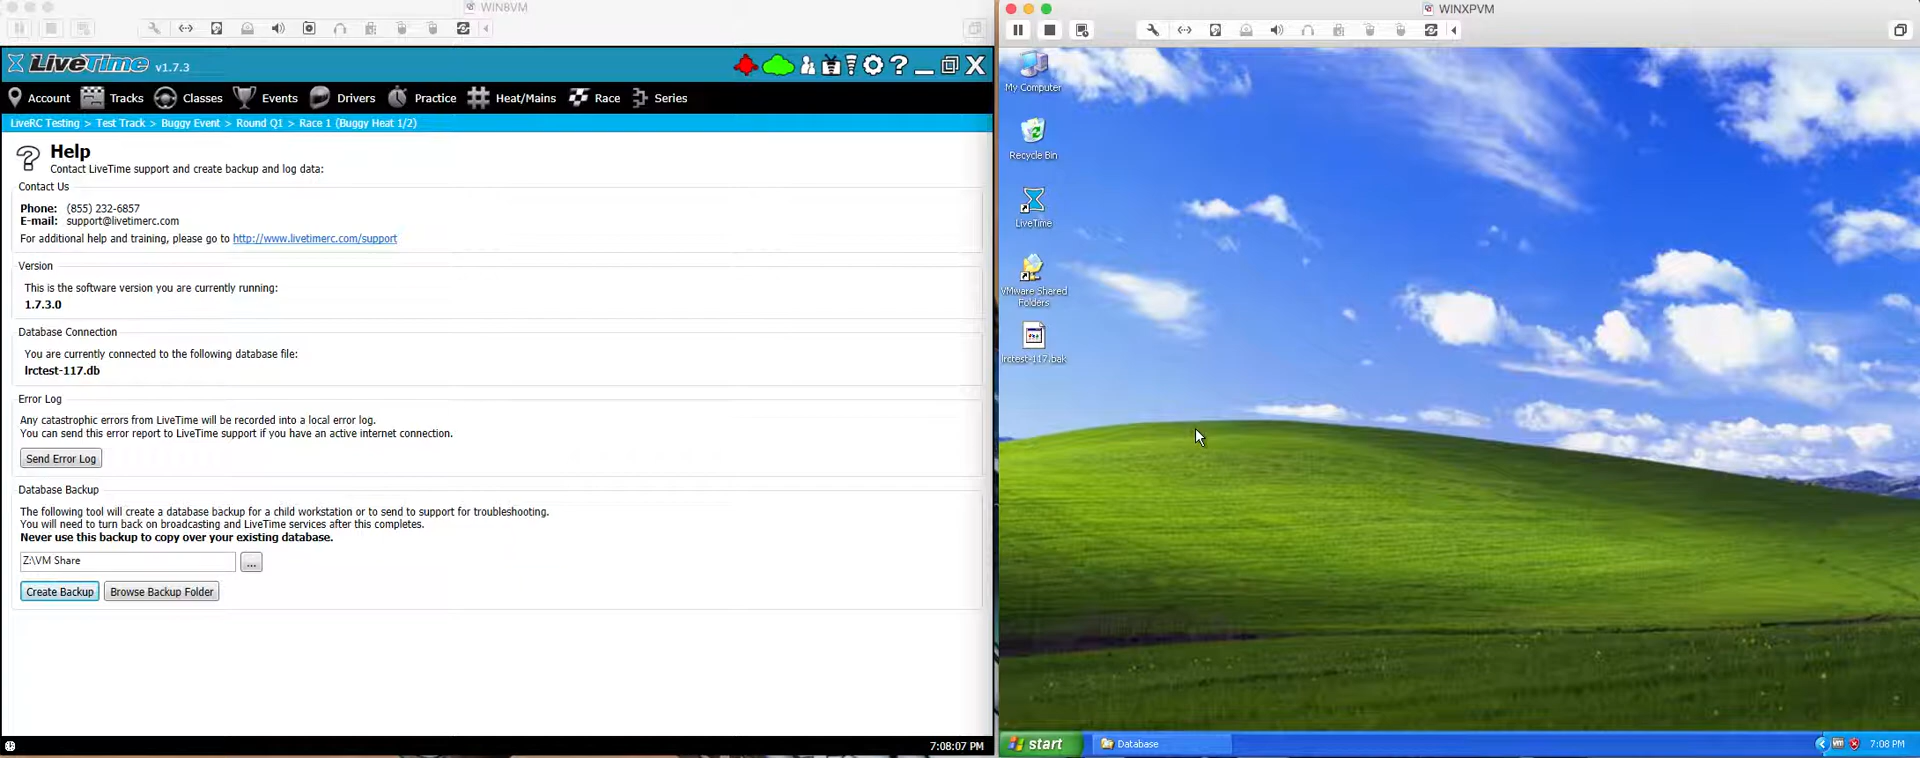 WIN8VM
LiveTime v1.7.3
Account Tracks Classes Events Drivers Practice Heat/Mains Race Series
LiveRC Testing > Test Track > Buggy Event > Round Q1 > Race 1 (Buggy Heat 1/2)
Help
Contact LiveTime support and create backup and log data:
Contact Us
Phone: (855) 232-6857
E-mail: support@livetimerc.com
For additional help and training, please go to http://www.livetimerc.com/support
Version
This is the software version you are currently running:
1.7.3.0
Database Connection
You are currently connected to the following database file:
lrctest-117.db
Error Log
Any catastrophic errors from LiveTime will be recorded into a local error log.
You can send this error report to LiveTime support if you have an active internet connection.
Send Error Log
Database Backup
The following tool will create a database backup for a child workstation or to send to support for troubleshooting.
You will need to turn back on broadcasting and LiveTime services after this completes.
Never use this backup to copy over your existing database.
Z:\VM Share ...
Create Backup Browse Backup Folder
7:08:07 PM
WINXPVM
My Computer
Recycle Bin
LiveTime
VMware Shared
Folders
lrctest-117.bak
start Database vm 7:08 PM